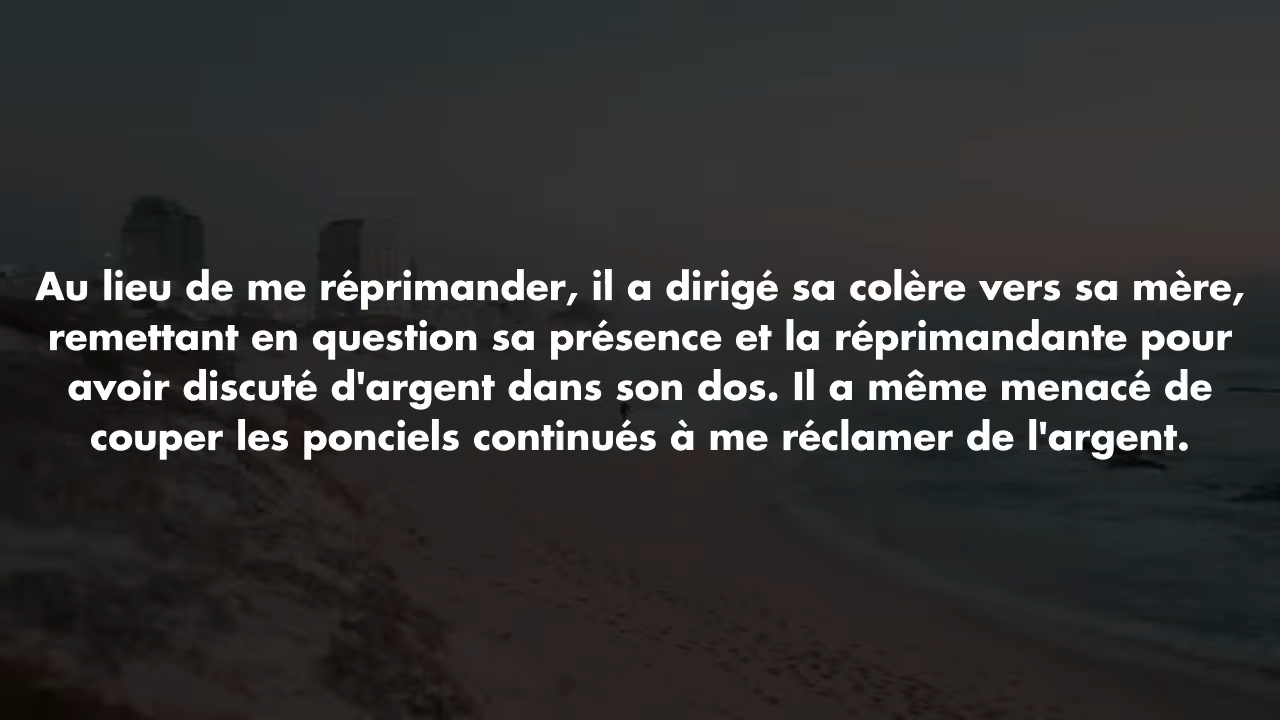 Au lieu de me réprimander, il a dirigé sa colère vers sa mère,
remettant en question sa présence et la réprimandante pour
avoir discuté d'argent dans son dos. Il a même menacé de
couper les ponciels continués à me réclamer de l'argent.